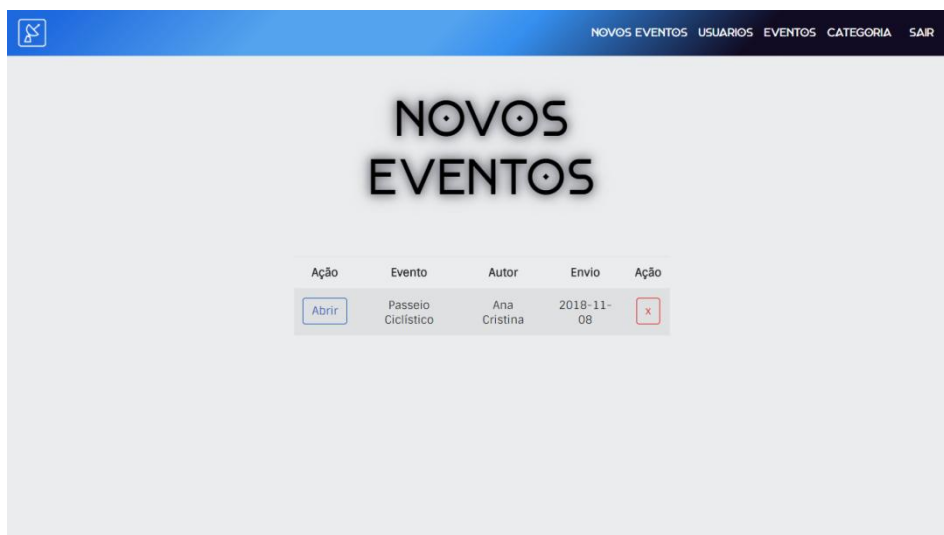 NOVOS EVENTOS USUARIOS EVENTOS CATEGORIA SAIR
NOVOS
EVENTOS
Ação Evento Autor Envio Ação
Abrir Passeio Ciclístico Ana Cristina 2018-11-08 x